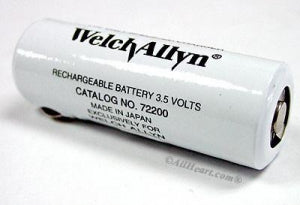 WelchAllyn®
RECHARGEABLE BATTERY 3.5 VOLTS
CATALOG NO. 72200
MADE IN JAPAN
EXCLUSIVELY FOR
WELCH ALLYN
©AllHeart.com®